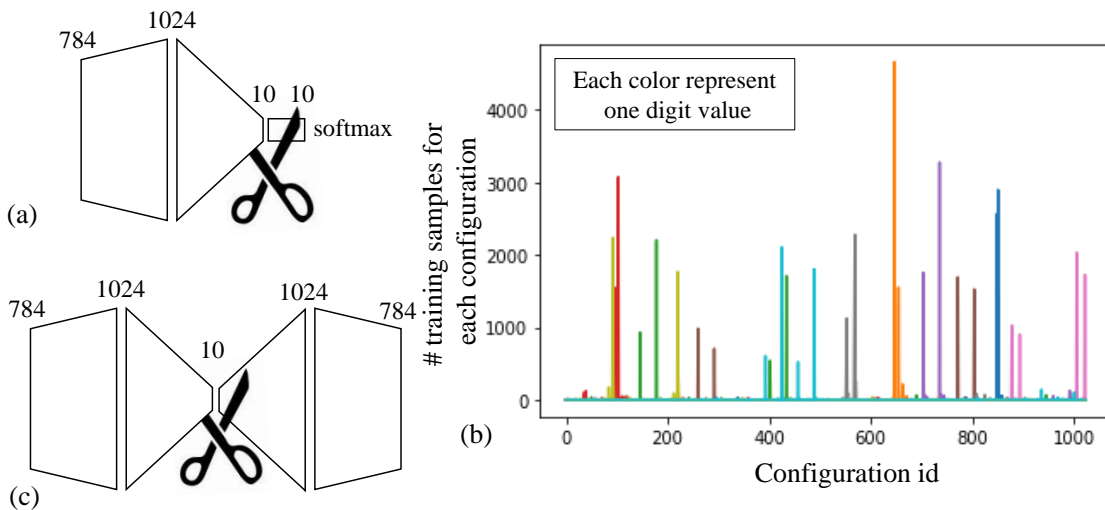 1024
784
10 10
softmax
(a)
1024
1024
784
784
10
(c)
# training samples for
each configuration
Each color represent
one digit value
4000
3000
2000
1000
0
0 200 400 600 800 1000
Configuration id
(b)